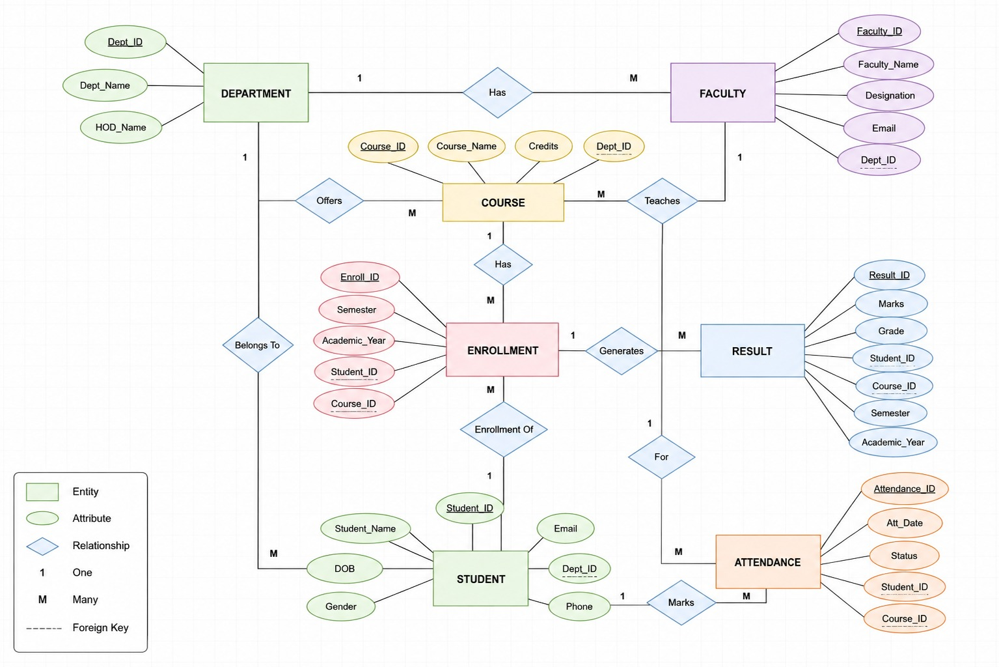 Dept_ID
Dept_Name
HOD_Name
DEPARTMENT
1
Has
M
FACULTY
Faculty_ID
Faculty_Name
Designation
Email
Dept_ID
1
Course_ID
Course_Name
Credits
Dept_ID
1
Offers
M
COURSE
M
Teaches
1
Has
M
Enroll_ID
Semester
Academic_Year
Student_ID
Course_ID
ENROLLMENT
1
Generates
M
RESULT
Result_ID
Marks
Grade
Student_ID
Course_ID
Semester
Academic_Year
Belongs To
M
Enrollment Of
1
1
For
M
Student_ID
Student_Name
DOB
Gender
M
STUDENT
Email
Dept_ID
Phone
1
Marks
M
ATTENDANCE
Attendance_ID
Att_Date
Status
Student_ID
Course_ID
Entity
Attribute
Relationship
1 One
M Many
Foreign Key